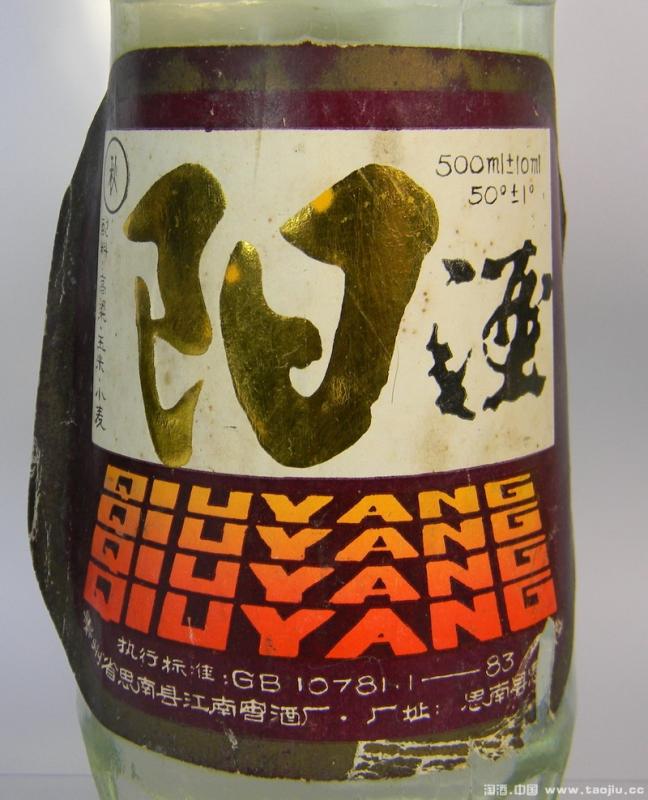 秋
阳
酒
500ml±10ml
50°±1°
配料:高粱·玉米·小麦
QIUYANG
QIUYANG
QIUYANG
QIUYANG
执行标准:GB 10781.1—83
州省思南县江南窖酒厂·厂址:思南县
淘酒.中国 www.taojiu.cc